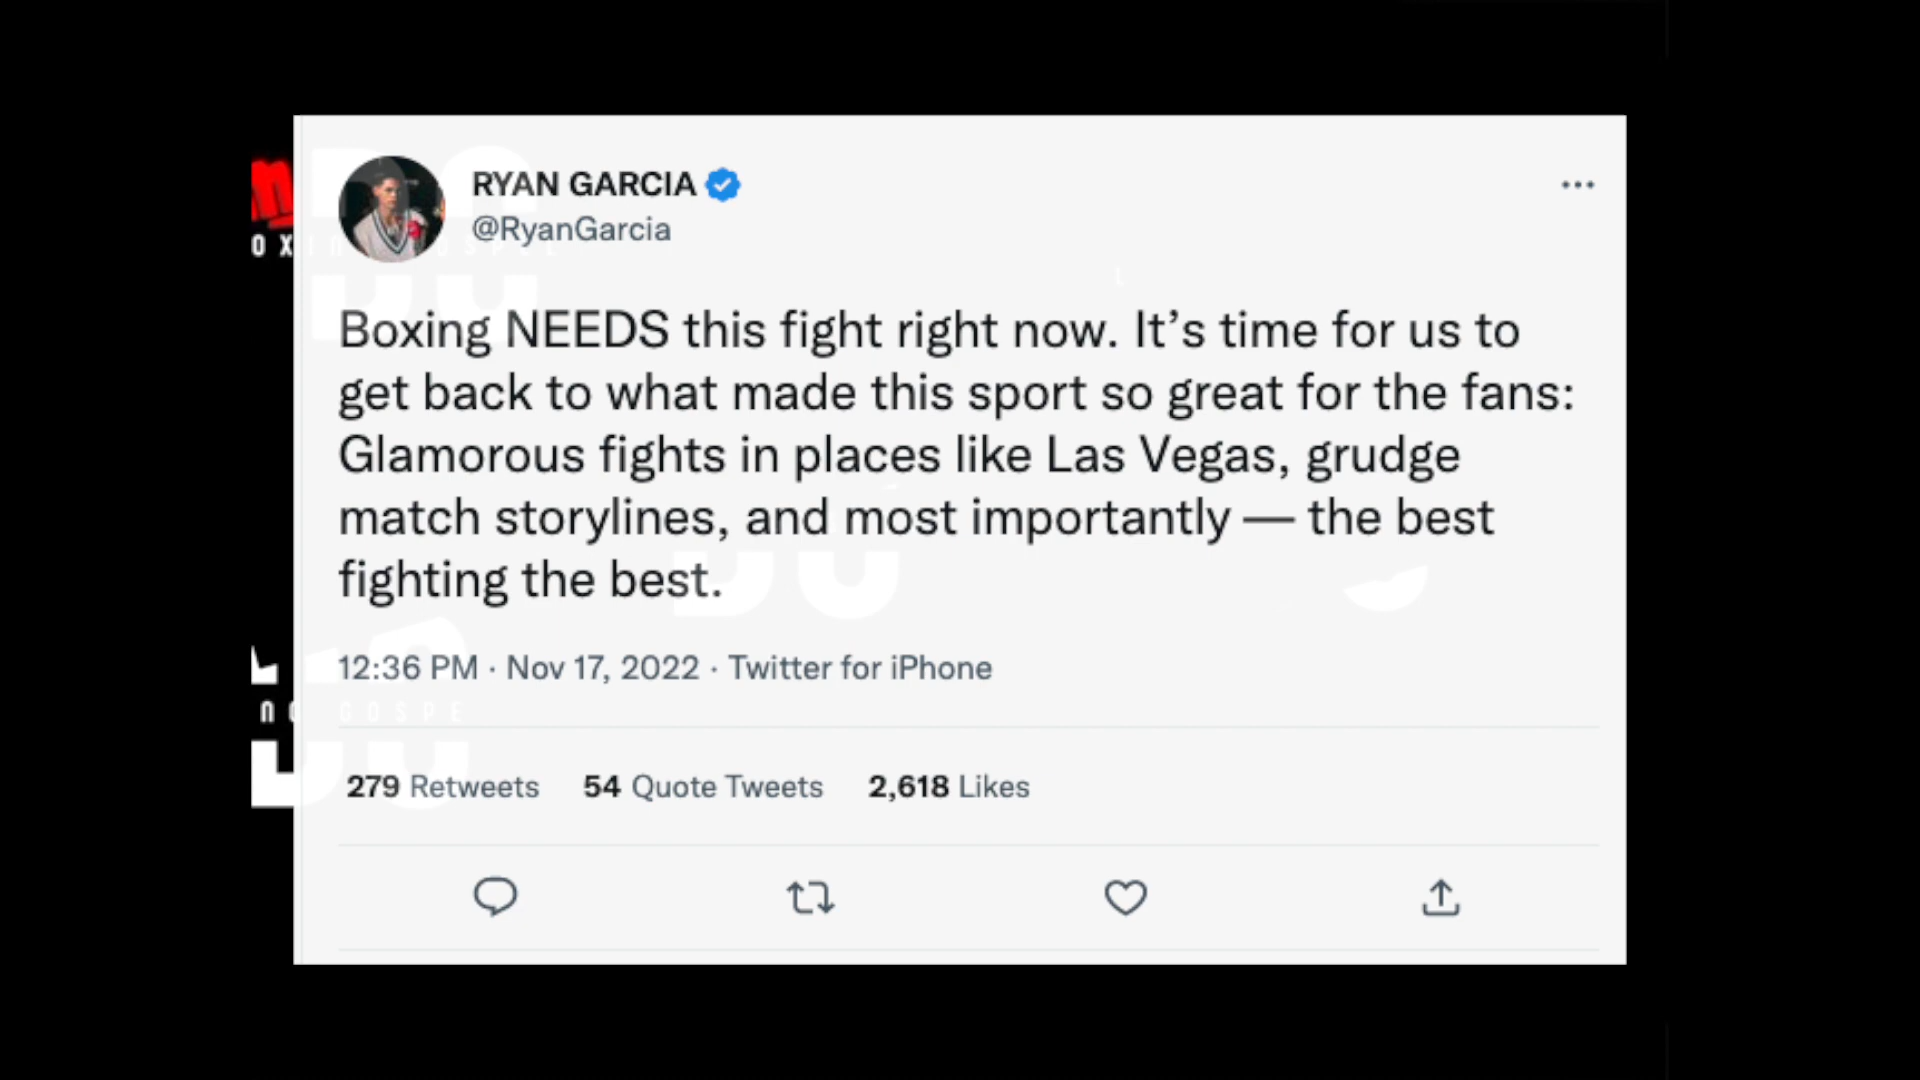 RYAN GARCIA
@RyanGarcia
Boxing NEEDS this fight right now. It’s time for us to
get back to what made this sport so great for the fans:
Glamorous fights in places like Las Vegas, grudge
match storylines, and most importantly — the best
fighting the best.
12:36 PM · Nov 17, 2022 · Twitter for iPhone
279 Retweets 54 Quote Tweets 2,618 Likes